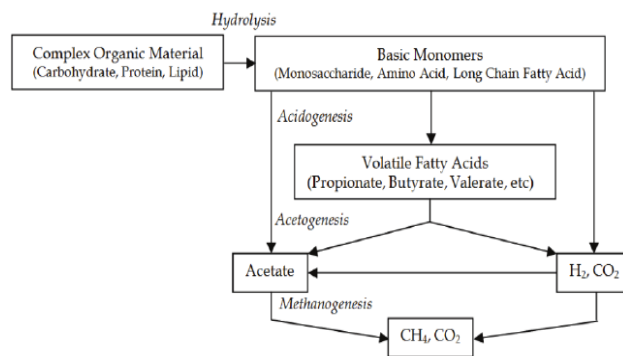 Hydrolysis
Complex Organic Material
(Carbohydrate, Protein, Lipid)
Basic Monomers
(Monosaccharide, Amino Acid, Long Chain Fatty Acid)
Acidogenesis
Volatile Fatty Acids
(Propionate, Butyrate, Valerate, etc)
Acetogenesis
Acetate
H₂, CO₂
Methanogenesis
CH₄, CO₂